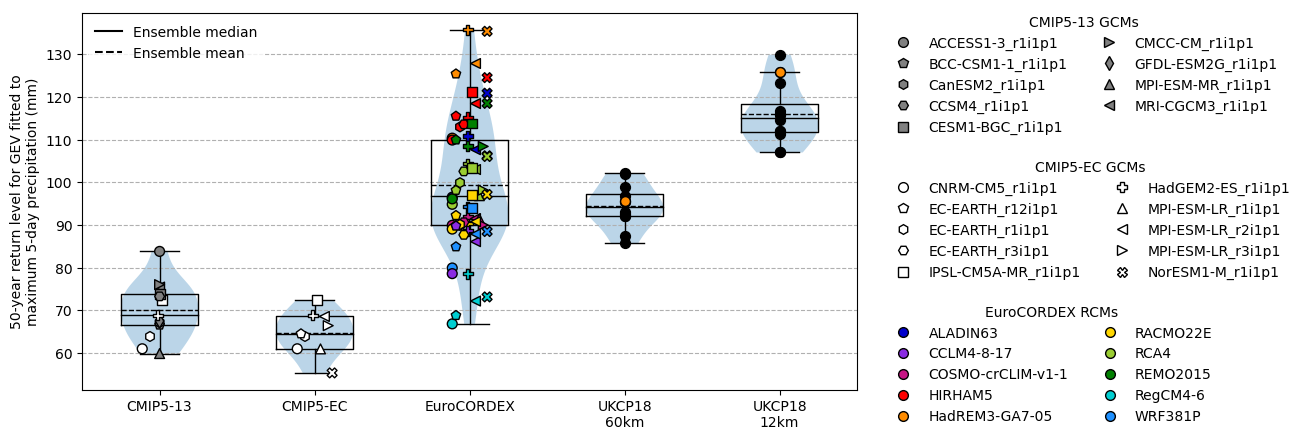 50-year return level for GEV fitted to
maximum 5-day precipitation (mm)
Ensemble median
Ensemble mean
130
120
110
100
90
80
70
60
CMIP5-13
CMIP5-EC
EuroCORDEX
UKCP18
60km
UKCP18
12km
CMIP5-13 GCMs
ACCESS1-3_r1i1p1
BCC-CSM1-1_r1i1p1
CanESM2_r1i1p1
CCSM4_r1i1p1
CESM1-BGC_r1i1p1
CMCC-CM_r1i1p1
GFDL-ESM2G_r1i1p1
MPI-ESM-MR_r1i1p1
MRI-CGCM3_r1i1p1
CMIP5-EC GCMs
CNRM-CM5_r1i1p1
EC-EARTH_r12i1p1
EC-EARTH_r1i1p1
EC-EARTH_r3i1p1
IPSL-CM5A-MR_r1i1p1
HadGEM2-ES_r1i1p1
MPI-ESM-LR_r1i1p1
MPI-ESM-LR_r2i1p1
MPI-ESM-LR_r3i1p1
NorESM1-M_r1i1p1
EuroCORDEX RCMs
ALADIN63
CCLM4-8-17
COSMO-crCLIM-v1-1
HIRHAM5
HadREM3-GA7-05
RACMO22E
RCA4
REMO2015
RegCM4-6
WRF381P